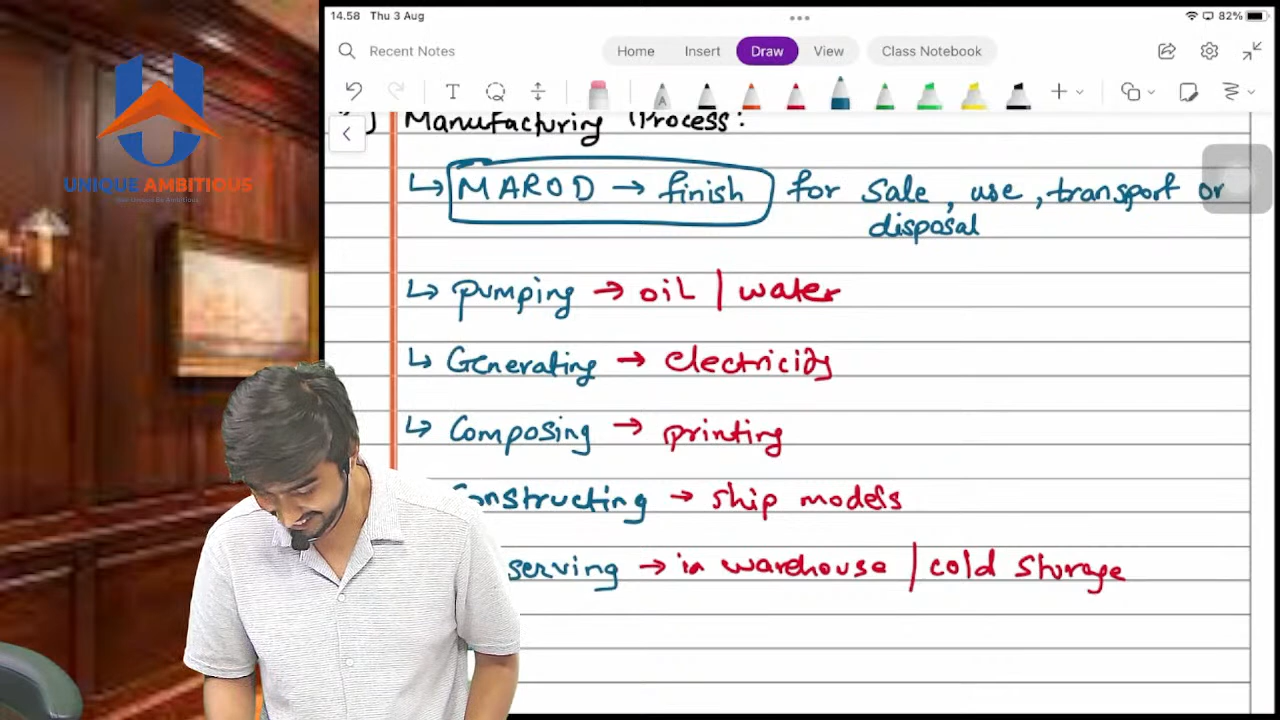 14.58 Thu 3 Aug
82%
Recent Notes
Home Insert Draw View Class Notebook
UNIQUE AMBITIOUS
Manufacturing Process:
↳ MAROD → finish for sale, use, transport or
disposal
↳ pumping → oil | water
↳ Generating → electricity
↳ Composing → printing
onstructing → ship models
serving → in warehouse | cold storage